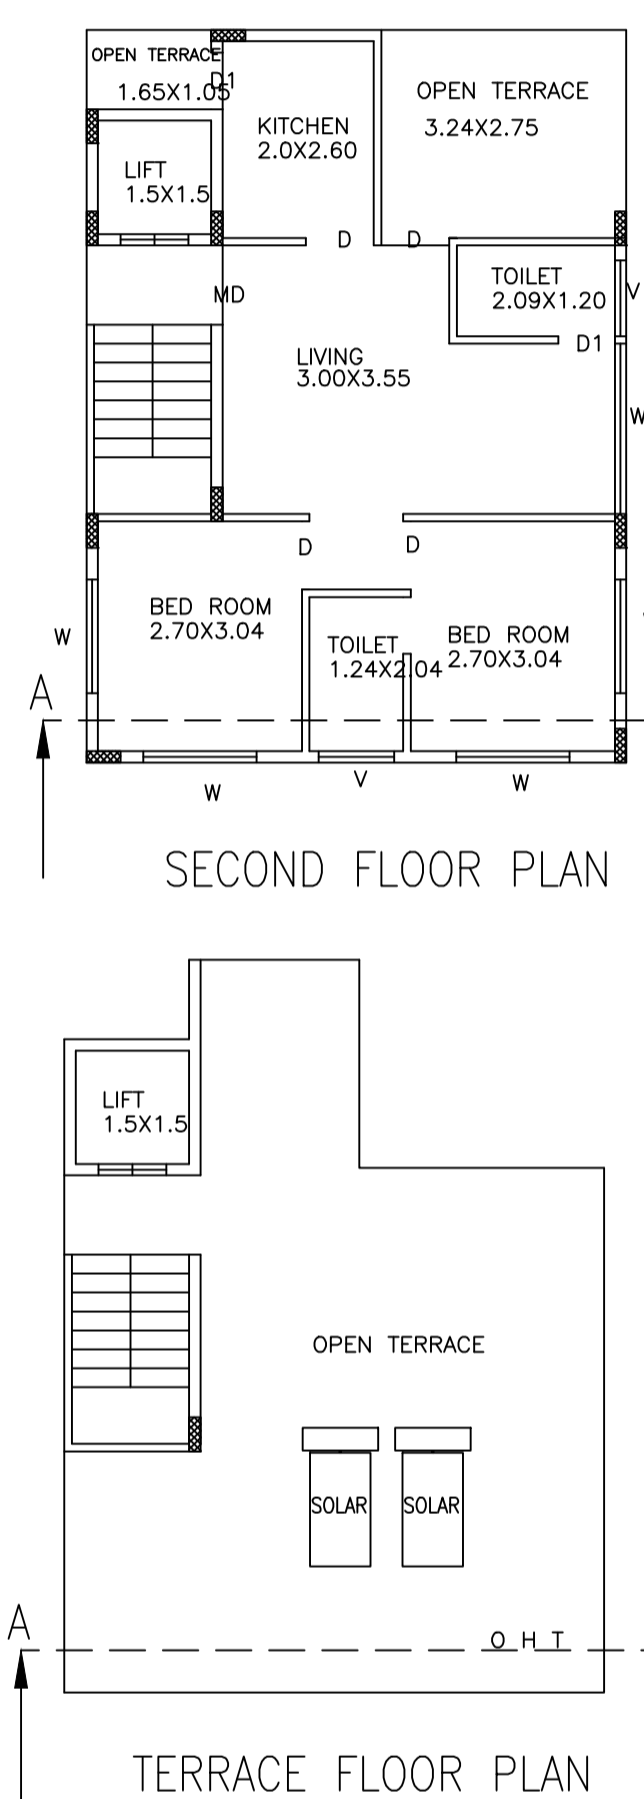 OPEN TERRACE
1.65X1.05
D1
OPEN TERRACE
3.24X2.75
KITCHEN
2.0X2.60
LIFT
1.5X1.5
D
D
TOILET
2.09X1.20
V
MD
D1
LIVING
3.00X3.55
W
D
D
BED ROOM
2.70X3.04
W
TOILET
1.24X2.04
BED ROOM
2.70X3.04
A
W
V
W
SECOND FLOOR PLAN
LIFT
1.5X1.5
OPEN TERRACE
SOLAR
SOLAR
A
O H T
TERRACE FLOOR PLAN